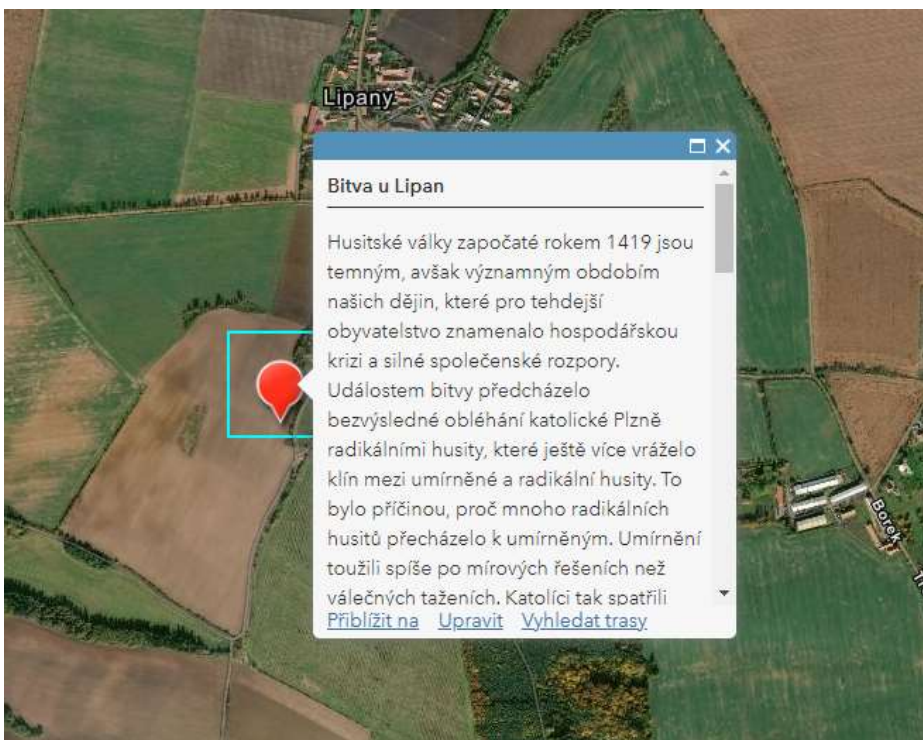 Lipany
Bitva u Lipan
Husitské války započaté rokem 1419 jsou
temným, avšak významným obdobím
našich dějin, které pro tehdejší
obyvatelstvo znamenalo hospodářskou
krizi a silné společenské rozpory.
Událostem bitvy předcházelo
bezvýsledné obléhání katolické Plzně
radikálními husity, které ještě více vráželo
klín mezi umírněné a radikální husity. To
bylo příčinou, proč mnoho radikálních
husitů přecházelo k umírněným. Umírnění
toužili spíše po mírových řešeních než
válečných taženích. Katolíci tak spatřili
Přiblížit na Upravit Vyhledat trasy
Borek